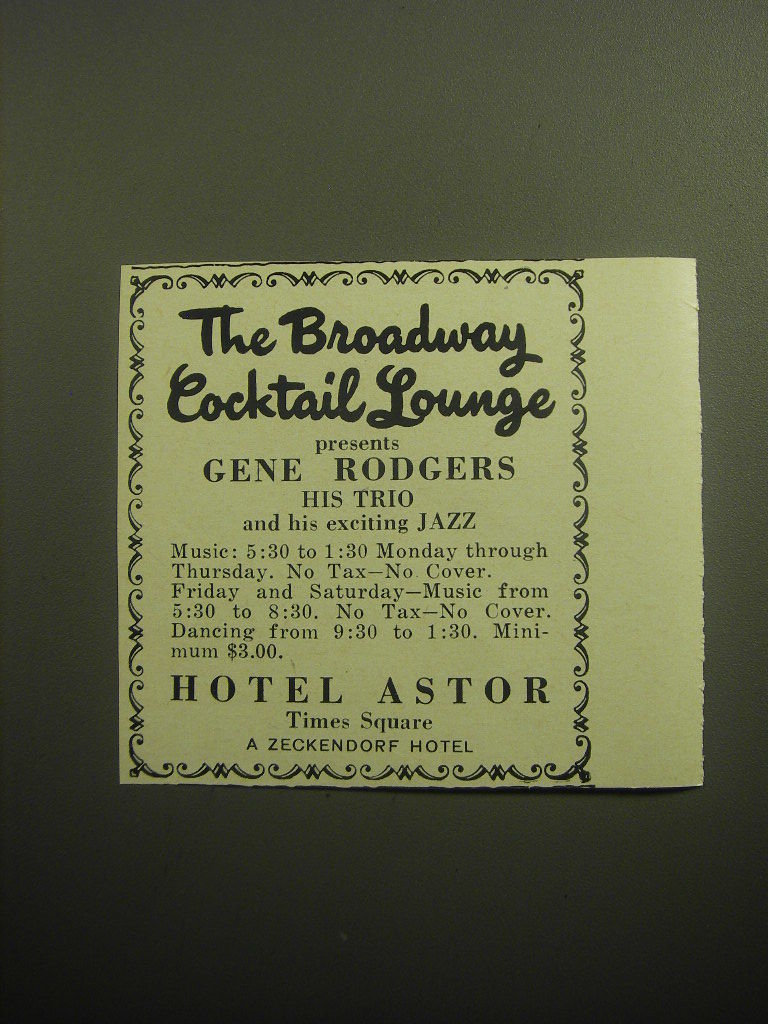 The Broadway
Cocktail Lounge
presents
GENE RODGERS
HIS TRIO
and his exciting JAZZ
Music: 5:30 to 1:30 Monday through
Thursday. No Tax—No Cover.
Friday and Saturday—Music from
5:30 to 8:30. No Tax—No Cover.
Dancing from 9:30 to 1:30. Mini-
mum $3.00.
HOTEL ASTOR
Times Square
A ZECKENDORF HOTEL